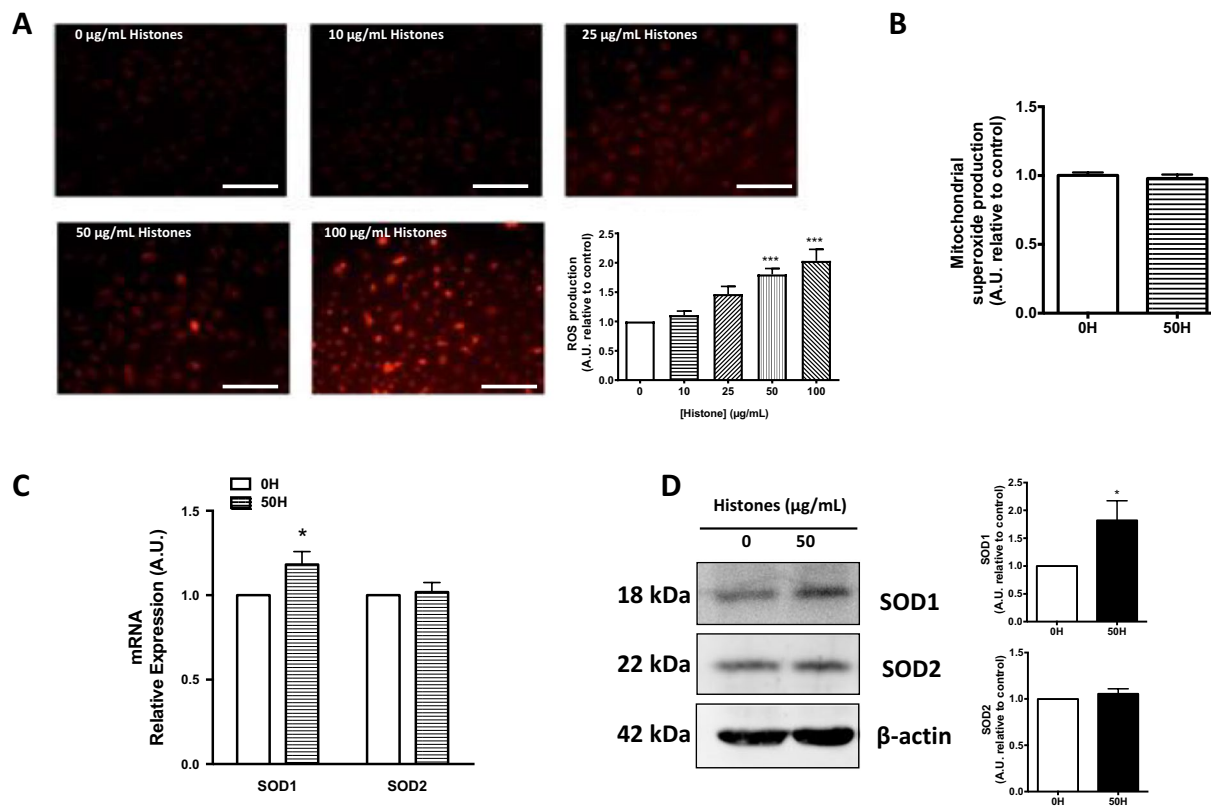 A
0 µg/mL Histones
10 µg/mL Histones
25 µg/mL Histones
50 µg/mL Histones
100 µg/mL Histones
ROS production
(A.U. relative to control)
2.5
2.0
1.5
1.0
0.5
0.0
***
***
0 10 25 50 100
[Histone] (µg/mL)
B
Mitochondrial
superoxide production
(A.U. relative to control)
1.5
1.0
0.5
0.0
0H 50H
C
0H
50H
mRNA
Relative Expression (A.U.)
1.5
1.0
0.5
0.0
*
SOD1 SOD2
D
Histones (µg/mL)
0 50
18 kDa SOD1
22 kDa SOD2
42 kDa β-actin
SOD1
(A.U. relative to control)
2.5
2.0
1.5
1.0
0.5
0.0
*
0H 50H
SOD2
(A.U. relative to control)
1.5
1.0
0.5
0.0
0H 50H